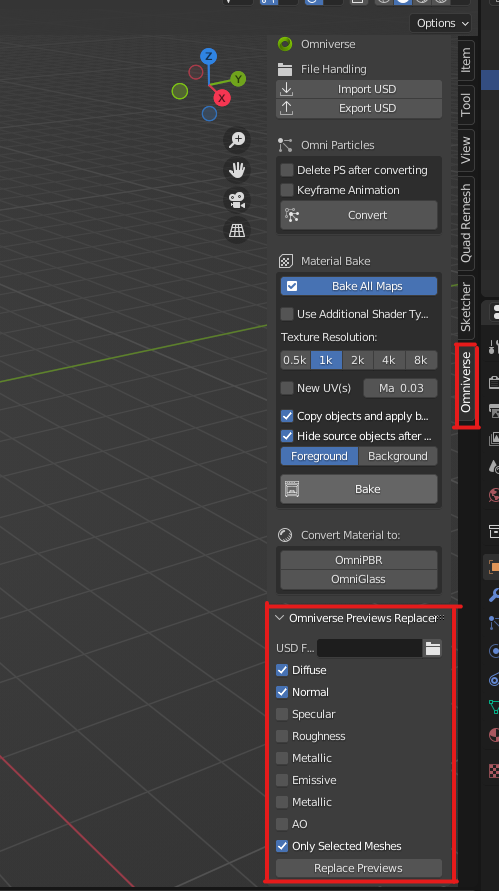 Options
Z
Y
X
Omniverse
File Handling
Import USD
Export USD
Omni Particles
Delete PS after converting
Keyframe Animation
Convert
Material Bake
Bake All Maps
Use Additional Shader Ty...
Texture Resolution:
0.5k 1k 2k 4k 8k
New UV(s) Ma 0.03
Copy objects and apply b...
Hide source objects after ...
Foreground Background
Bake
Convert Material to:
OmniPBR
OmniGlass
Omniverse Previews Replacer
USD F...
Diffuse
Normal
Specular
Roughness
Metallic
Emissive
Metallic
AO
Only Selected Meshes
Replace Previews
Item
Tool
View
Quad Remesh
Sketcher
Omniverse